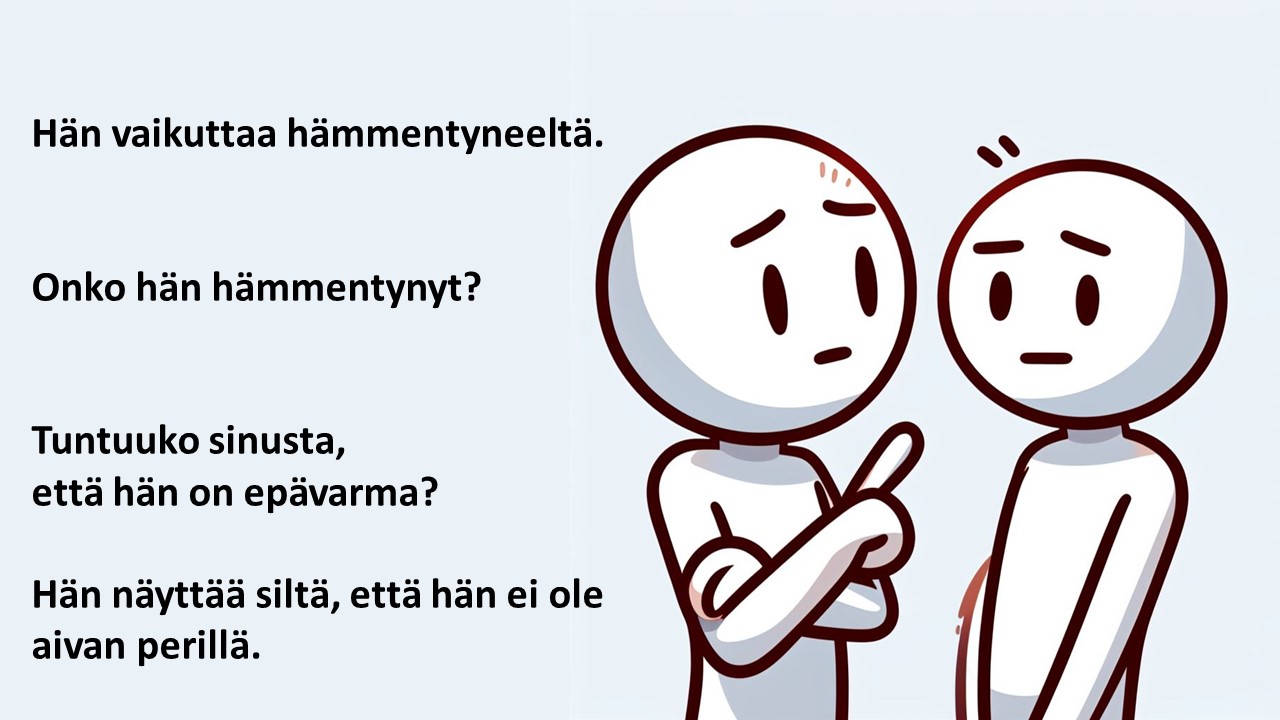 Hän vaikuttaa hämmentyneeltä.
Onko hän hämmentynyt?
Tuntuuko sinusta,
että hän on epävarma?
Hän näyttää siltä, että hän ei ole
aivan perillä.